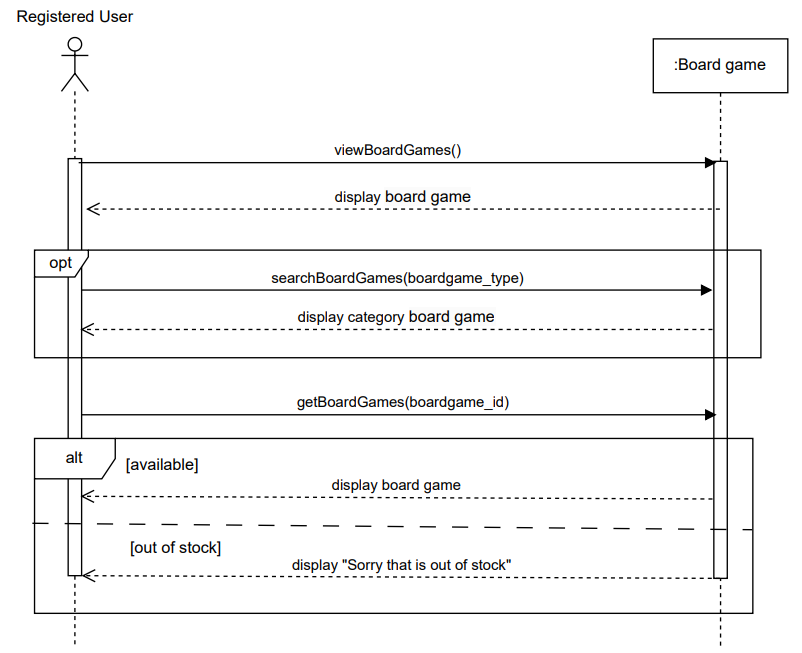 Registered User
:Board game
viewBoardGames()
display board game
opt
searchBoardGames(boardgame_type)
display category board game
getBoardGames(boardgame_id)
alt
[available]
display board game
[out of stock]
display "Sorry that is out of stock"